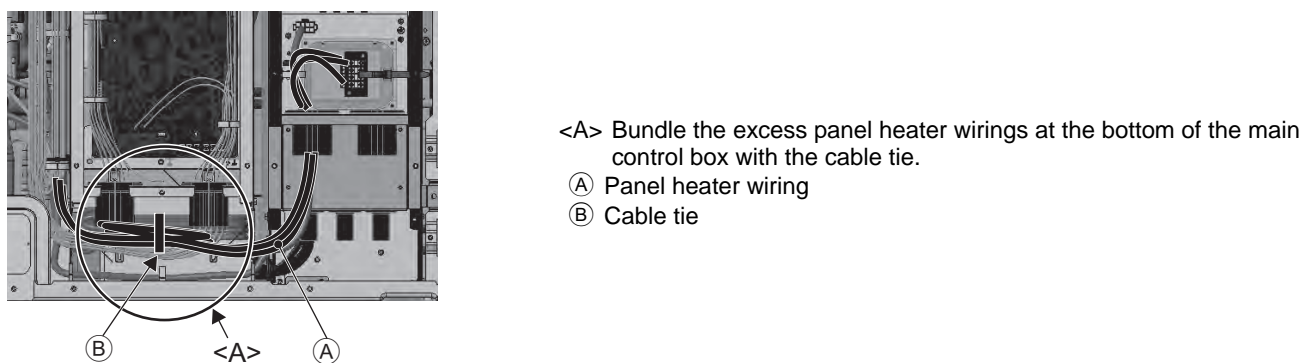 <A> Bundle the excess panel heater wirings at the bottom of the main
control box with the cable tie.
Ⓐ Panel heater wiring
Ⓑ Cable tie
Ⓑ <A> Ⓐ